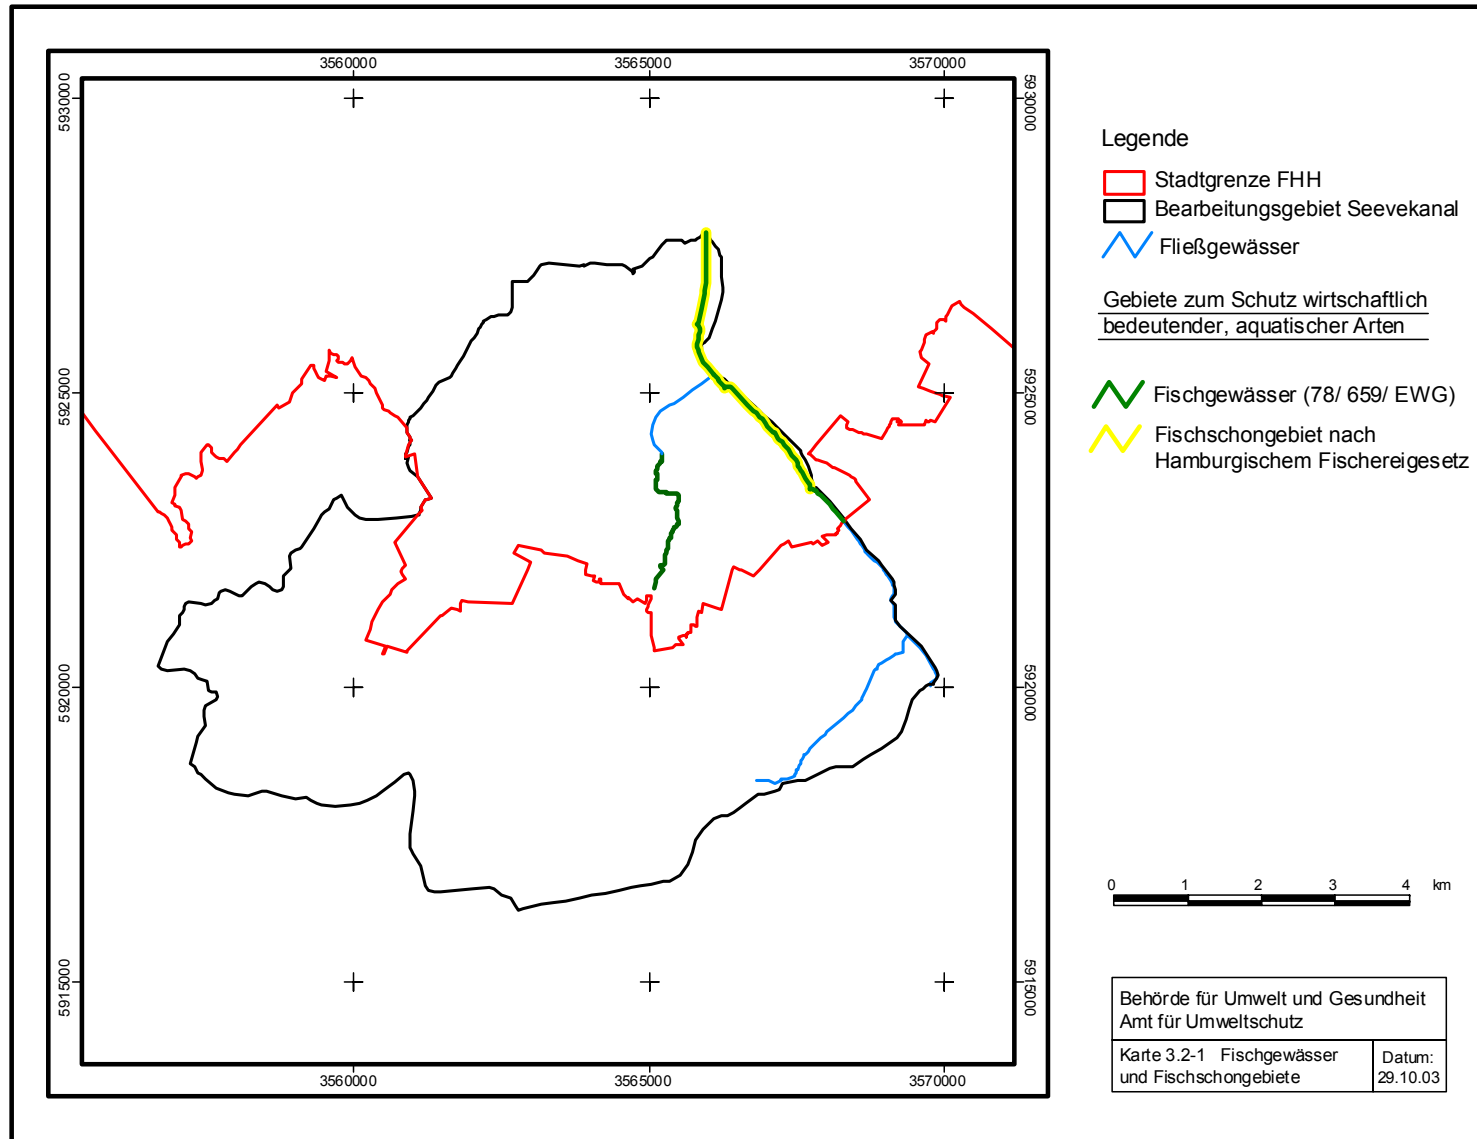 3560000
3565000
3570000
5930000
5930000
5925000
5925000
5920000
5920000
5915000
5915000
3560000
3565000
3570000
Legende
Stadtgrenze FHH
Bearbeitungsgebiet Seevekanal
Fließgewässer
Gebiete zum Schutz wirtschaftlich
bedeutender, aquatischer Arten
Fischgewässer (78/ 659/ EWG)
Fischschongebiet nach
Hamburgischem Fischereigesetz
0 1 2 3 4 km
Behörde für Umwelt und Gesundheit
Amt für Umweltschutz
Karte 3.2-1 Fischgewässer
und Fischschongebiete
Datum:
29.10.03